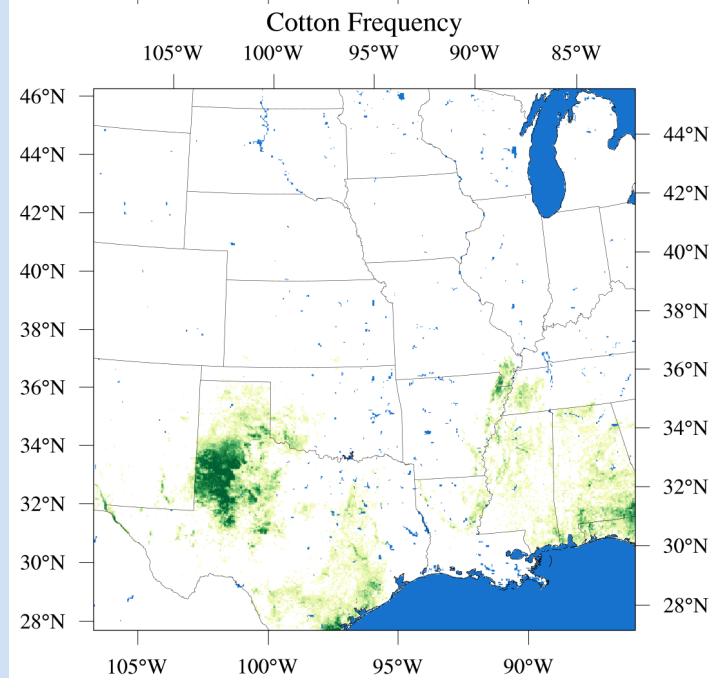 Cotton Frequency
105°W 100°W 95°W 90°W 85°W
46°N
44°N 44°N
42°N 42°N
40°N 40°N
38°N 38°N
36°N 36°N
34°N 34°N
32°N 32°N
30°N 30°N
28°N 28°N
105°W 100°W 95°W 90°W